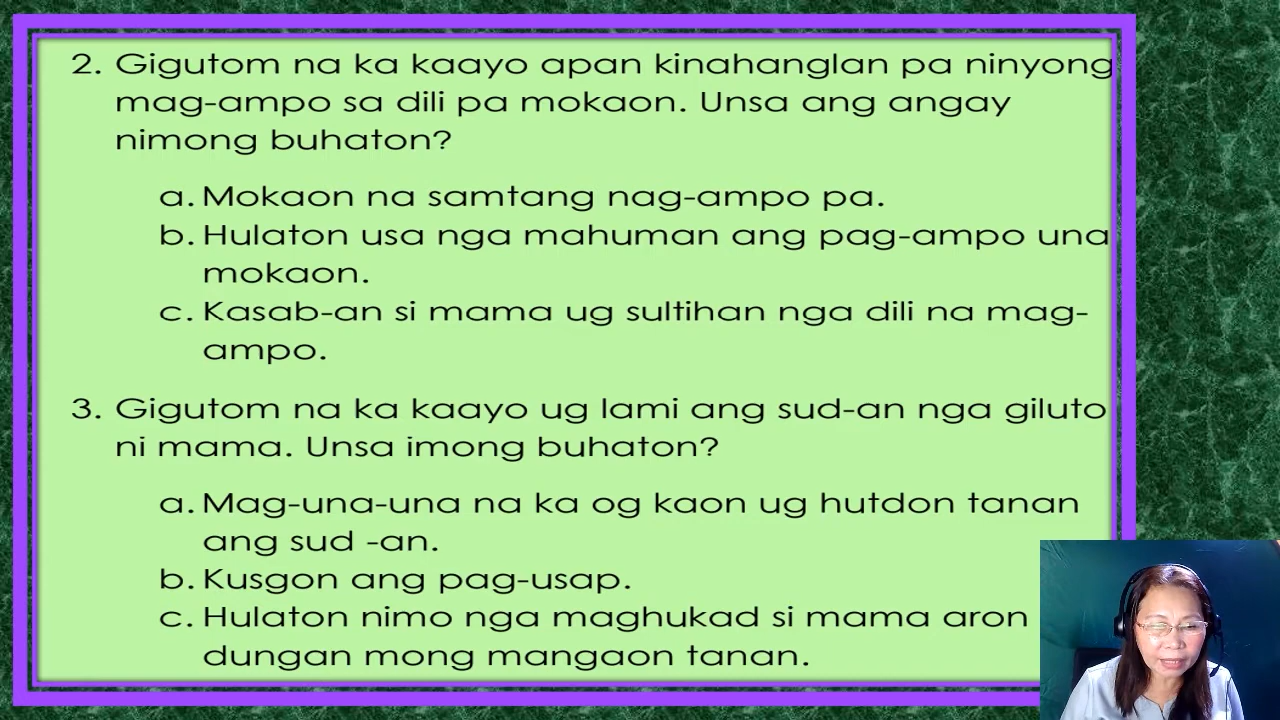 2. Gigutom na ka kaayo apan kinahanglan pa ninyong
mag-ampo sa dili pa mokaon. Unsa ang angay
nimong buhaton?
a. Mokaon na samtang nag-ampo pa.
b. Hulaton usa nga mahuman ang pag-ampo una
mokaon.
c. Kasab-an si mama ug sultihan nga dili na mag-
ampo.
3. Gigutom na ka kaayo ug lami ang sud-an nga giluto
ni mama. Unsa imong buhaton?
a. Mag-una-una na ka og kaon ug hutdon tanan
ang sud -an.
b. Kusgon ang pag-usap.
c. Hulaton nimo nga maghukad si mama aron
dungan mong mangaon tanan.